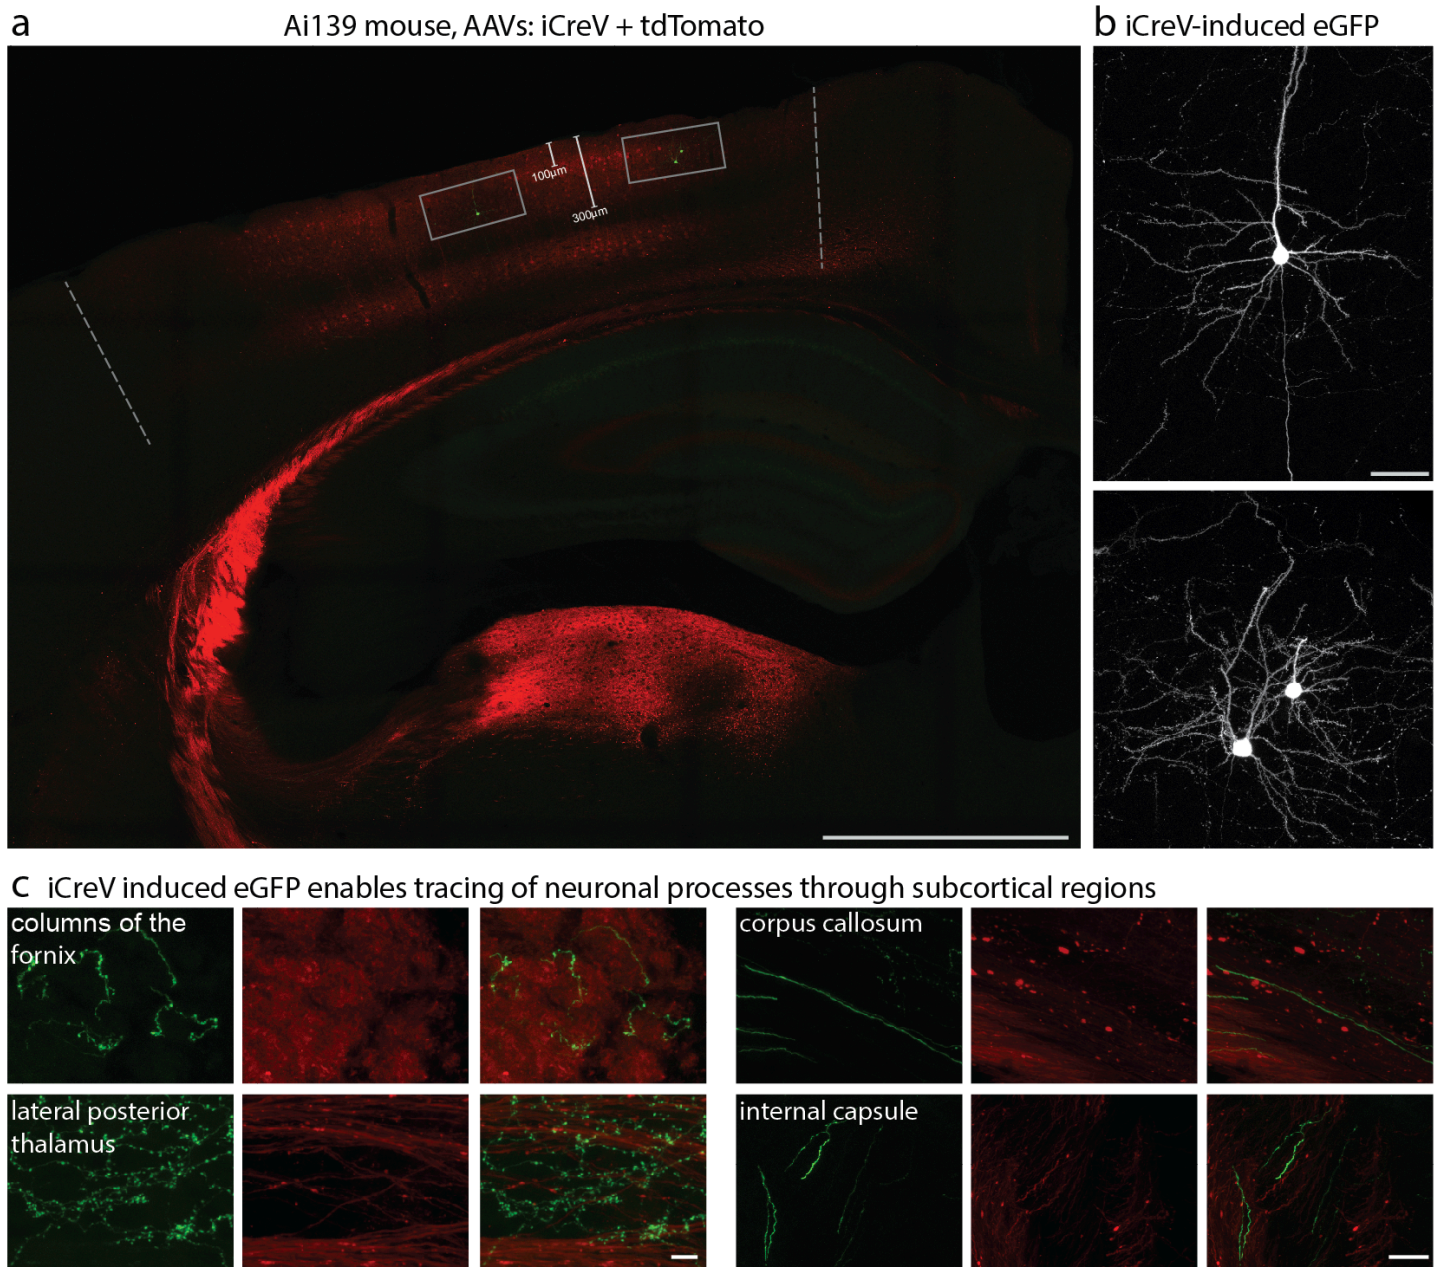 a
Ai139 mouse, AAVs: iCreV + tdTomato
100μm
300μm
b iCreV-induced eGFP
c iCreV induced eGFP enables tracing of neuronal processes through subcortical regions
columns of the
fornix
corpus callosum
lateral posterior
thalamus
internal capsule